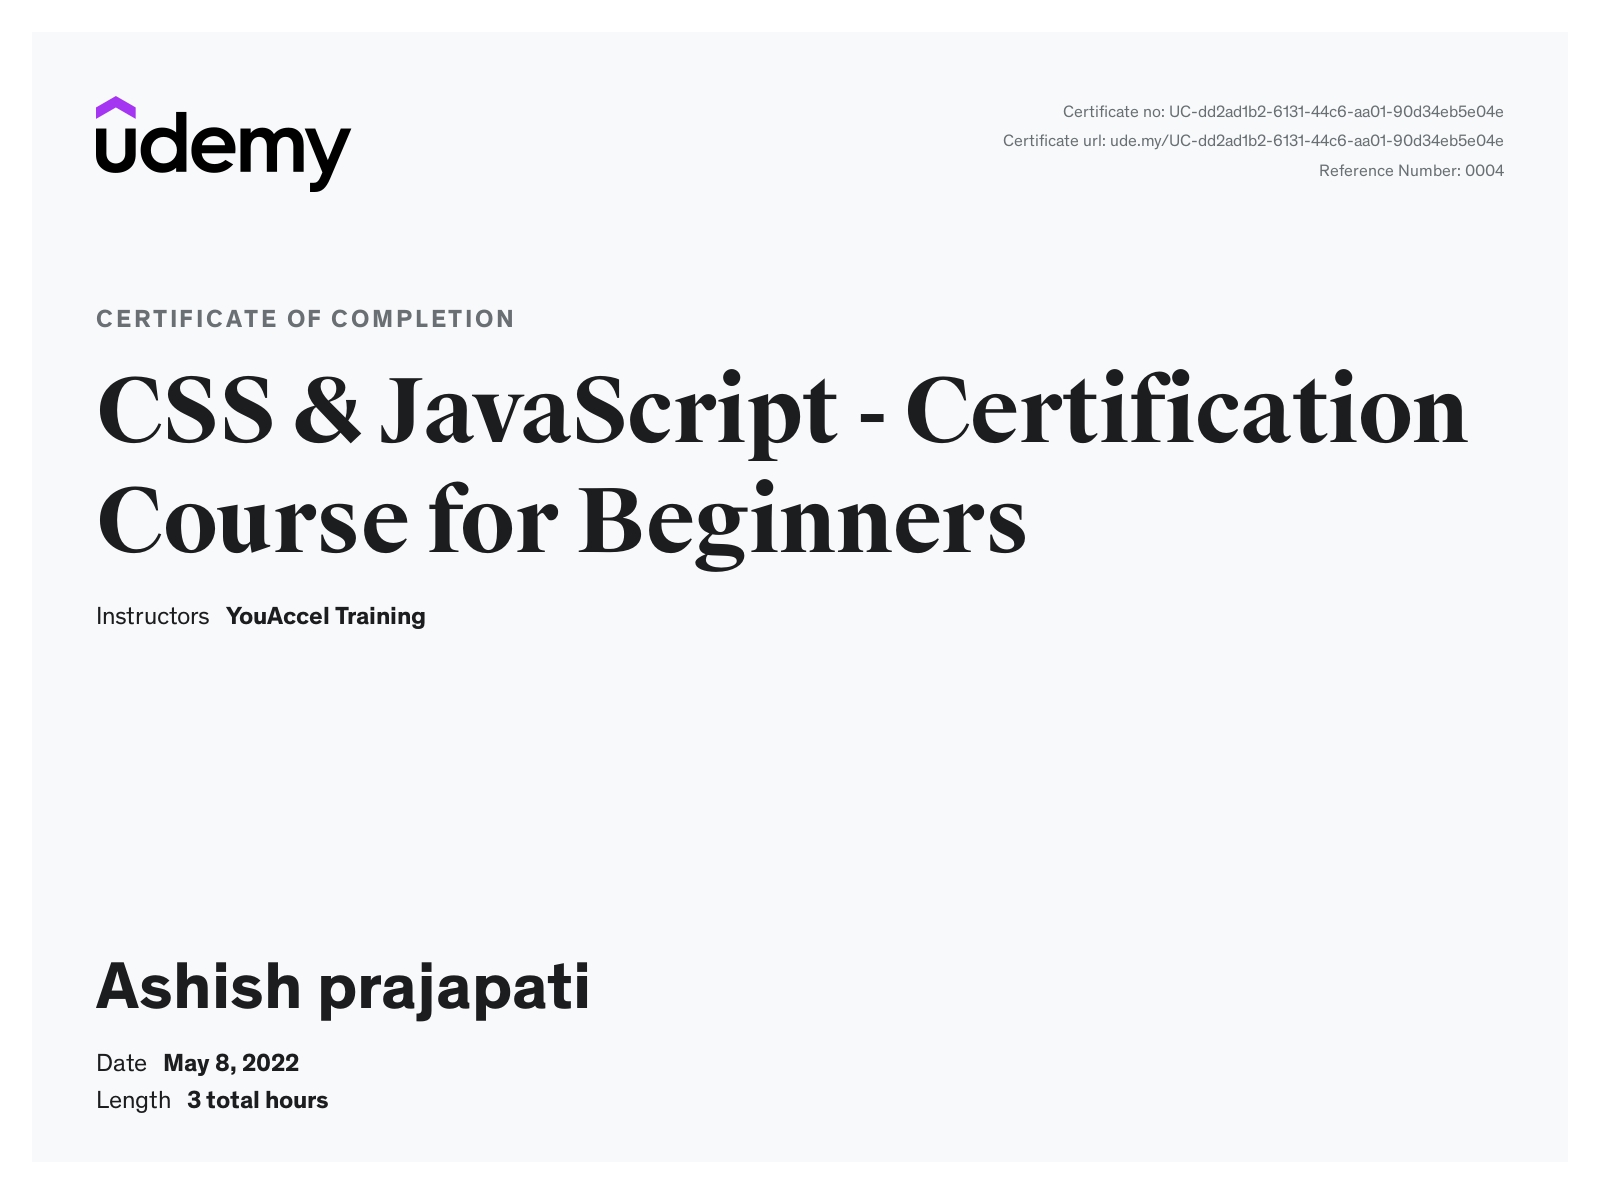 udemy
Certificate no: UC-dd2ad1b2-6131-44c6-aa01-90d34eb5e04e
Certificate url: ude.my/UC-dd2ad1b2-6131-44c6-aa01-90d34eb5e04e
Reference Number: 0004
CERTIFICATE OF COMPLETION
CSS & JavaScript - Certification
Course for Beginners
Instructors YouAccel Training
Ashish prajapati
Date May 8, 2022
Length 3 total hours